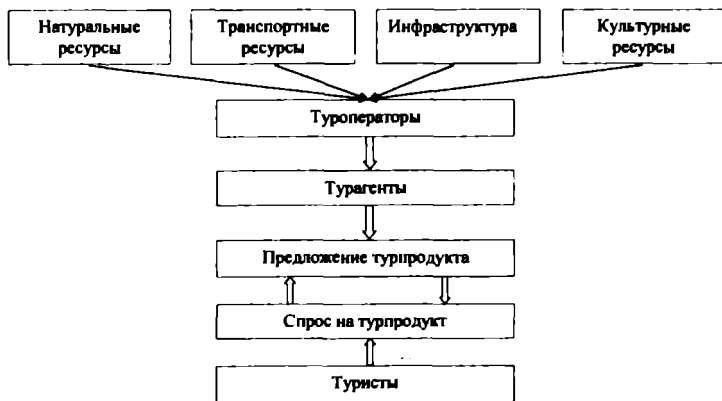 Натуральные
ресурсы
Транспортные
ресурсы
Инфраструктура
Культурные
ресурсы
Туроператоры
Турагенты
Предложение турпродукта
Спрос на турпродукт
Туристы